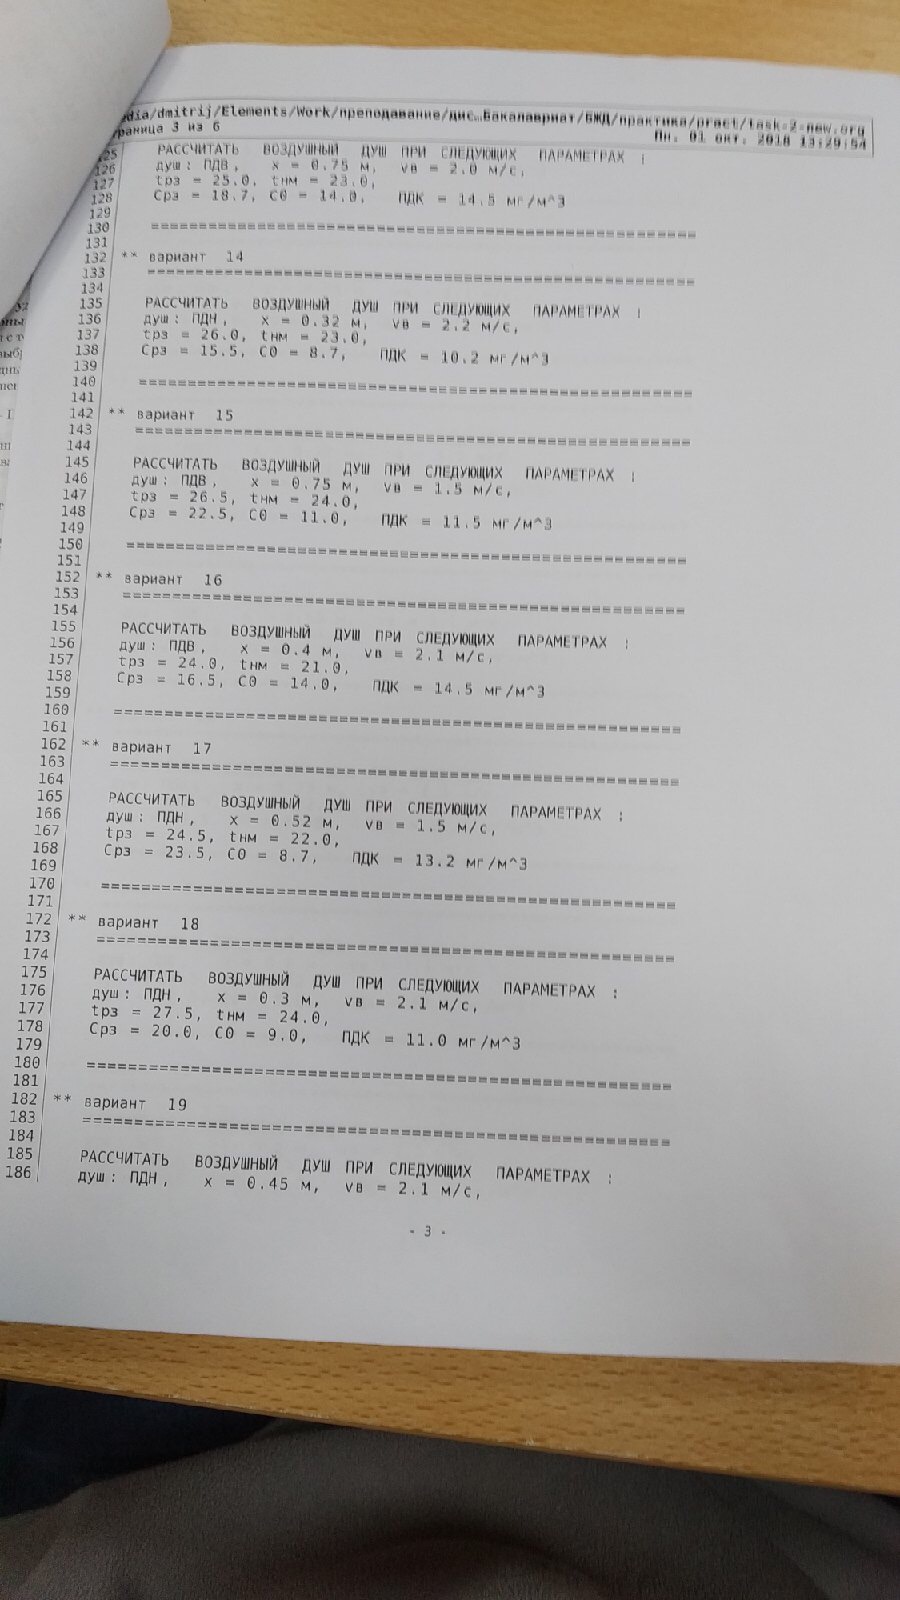 edia/dmitrij/Elements/Work/преподавание/дис…Бакалавриат/БЖД/практика/pract/task-2-new.org
раница 3 из 6
Пн. 01 окт. 2018 13:29:54
125 РАССЧИТАТЬ ВОЗДУШНЫЙ ДУШ ПРИ СЛЕДУЮЩИХ ПАРАМЕТРАХ :
126 душ: ПДВ, x = 0.75 м, vв = 2.0 м/с,
127 tрз = 25.0, tнм = 23.0,
128 Срз = 18.7, С0 = 14.0, ПДК = 14.5 мг/м^3
129
130 ======================================================
131
132 ** вариант 14
133 ======================================================
134
135 РАССЧИТАТЬ ВОЗДУШНЫЙ ДУШ ПРИ СЛЕДУЮЩИХ ПАРАМЕТРАХ :
136 душ: ПДН, x = 0.32 м, vв = 2.2 м/с,
137 tрз = 26.0, tнм = 23.0,
138 Срз = 15.5, С0 = 8.7, ПДК = 10.2 мг/м^3
139
140 ======================================================
141
142 ** вариант 15
143 ======================================================
144
145 РАССЧИТАТЬ ВОЗДУШНЫЙ ДУШ ПРИ СЛЕДУЮЩИХ ПАРАМЕТРАХ :
146 душ: ПДВ, x = 0.75 м, vв = 1.5 м/с,
147 tрз = 26.5, tнм = 24.0,
148 Срз = 22.5, С0 = 11.0, ПДК = 11.5 мг/м^3
149
150 ======================================================
151
152 ** вариант 16
153 ======================================================
154
155 РАССЧИТАТЬ ВОЗДУШНЫЙ ДУШ ПРИ СЛЕДУЮЩИХ ПАРАМЕТРАХ :
156 душ: ПДВ, x = 0.4 м, vв = 2.1 м/с,
157 tрз = 24.0, tнм = 21.0,
158 Срз = 16.5, С0 = 14.0, ПДК = 14.5 мг/м^3
159
160 ======================================================
161
162 ** вариант 17
163 ======================================================
164
165 РАССЧИТАТЬ ВОЗДУШНЫЙ ДУШ ПРИ СЛЕДУЮЩИХ ПАРАМЕТРАХ :
166 душ: ПДН, x = 0.52 м, vв = 1.5 м/с,
167 tрз = 24.5, tнм = 22.0,
168 Срз = 23.5, С0 = 8.7, ПДК = 13.2 мг/м^3
169
170 ======================================================
171
172 ** вариант 18
173 ======================================================
174
175 РАССЧИТАТЬ ВОЗДУШНЫЙ ДУШ ПРИ СЛЕДУЮЩИХ ПАРАМЕТРАХ :
176 душ: ПДН, x = 0.3 м, vв = 2.1 м/с,
177 tрз = 27.5, tнм = 24.0,
178 Срз = 20.0, С0 = 9.0, ПДК = 11.0 мг/м^3
179
180 ======================================================
181
182 ** вариант 19
183 ======================================================
184
185 РАССЧИТАТЬ ВОЗДУШНЫЙ ДУШ ПРИ СЛЕДУЮЩИХ ПАРАМЕТРАХ :
186 душ: ПДН, x = 0.45 м, vв = 2.1 м/с,
- 3 -